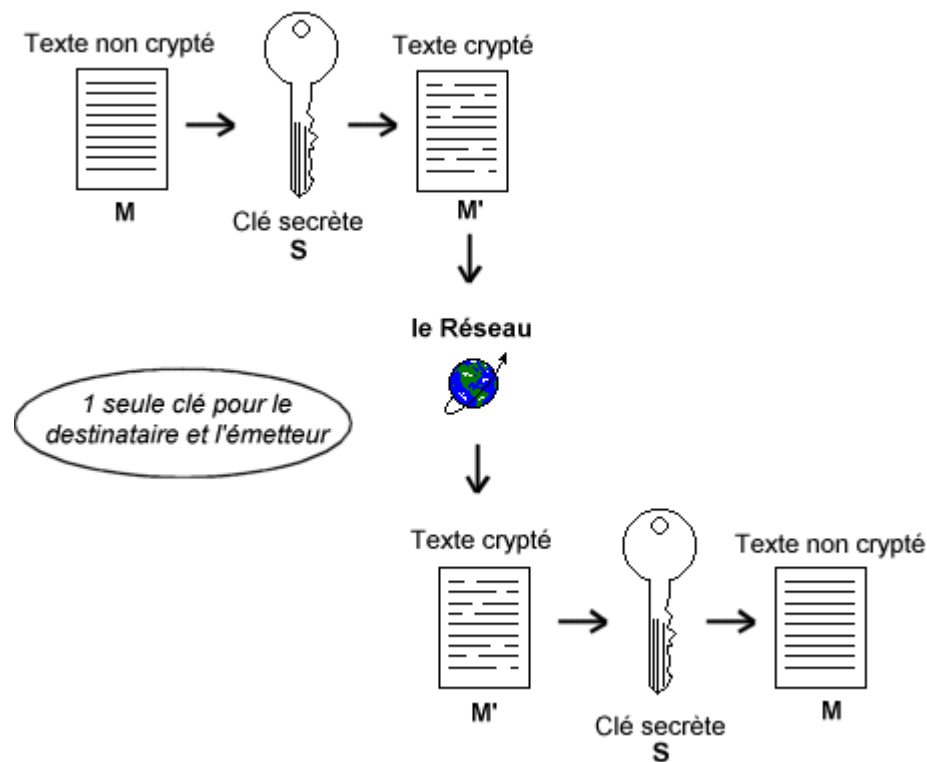 Texte non crypté
Texte crypté
M
Clé secrète
S
M'
le Réseau
1 seule clé pour le
destinataire et l'émetteur
Texte crypté
Texte non crypté
M'
Clé secrète
S
M